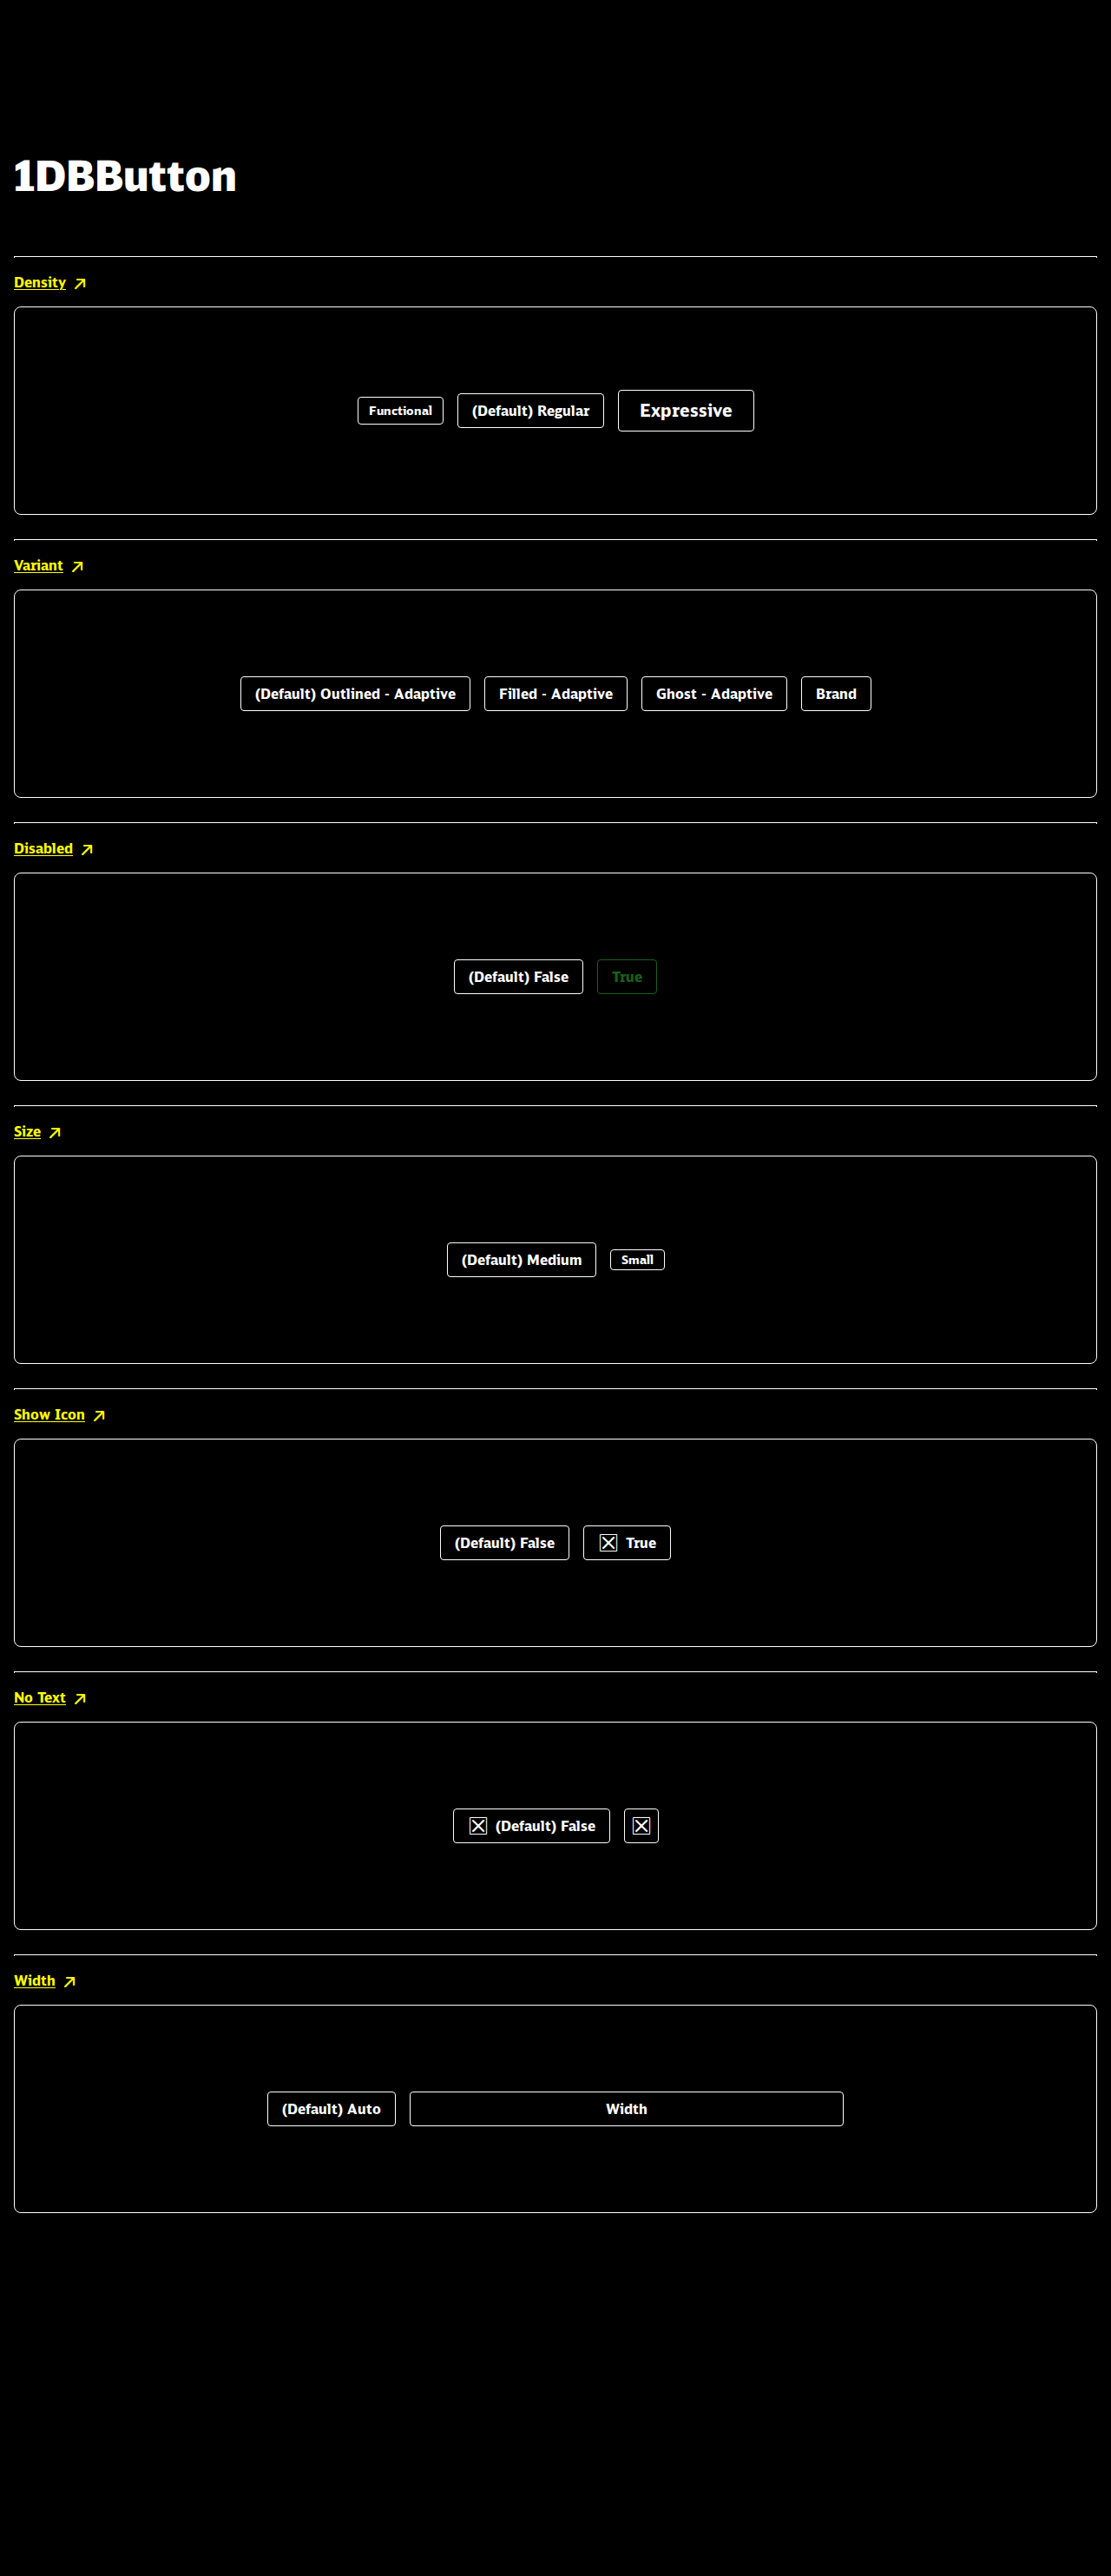 1DBButton
Density
Functional (Default) Regular Expressive
Variant
(Default) Outlined - Adaptive Filled - Adaptive Ghost - Adaptive Brand
Disabled
(Default) False True
Size
(Default) Medium Small
Show Icon
(Default) False True
No Text
(Default) False
Width
(Default) Auto Width